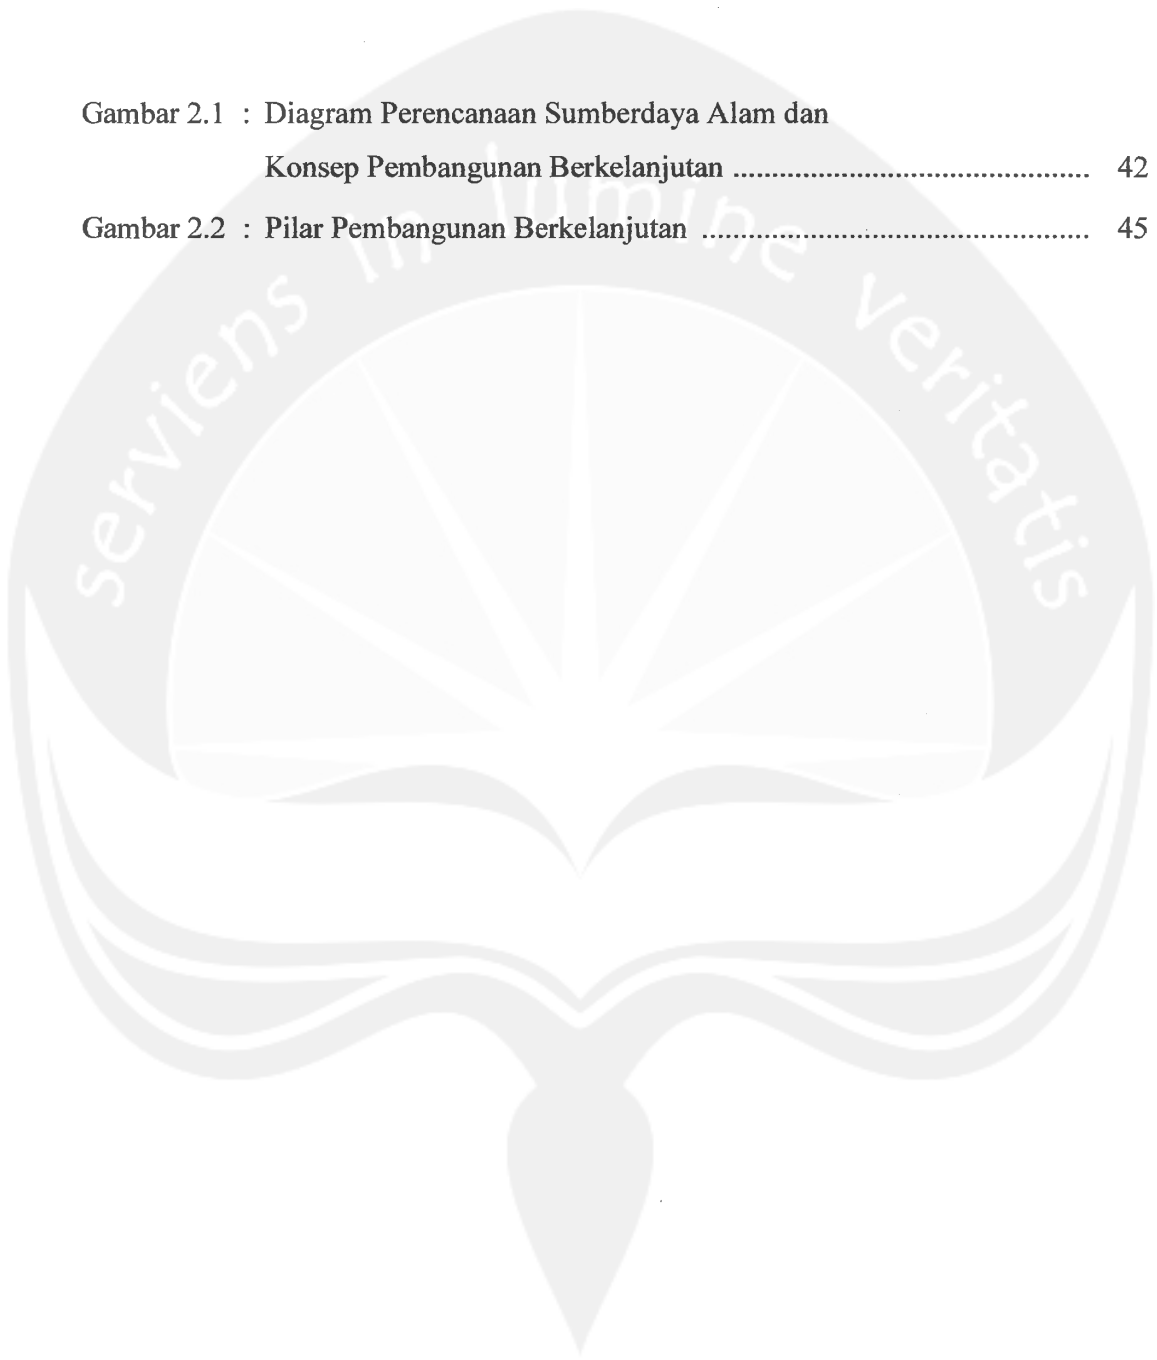 Gambar 2.1 : Diagram Perencanaan Sumberdaya Alam dan
Konsep Pembangunan Berkelanjutan ........................................... 42
Gambar 2.2 : Pilar Pembangunan Berkelanjutan ............................................... 45
serviens in lumine veritatis